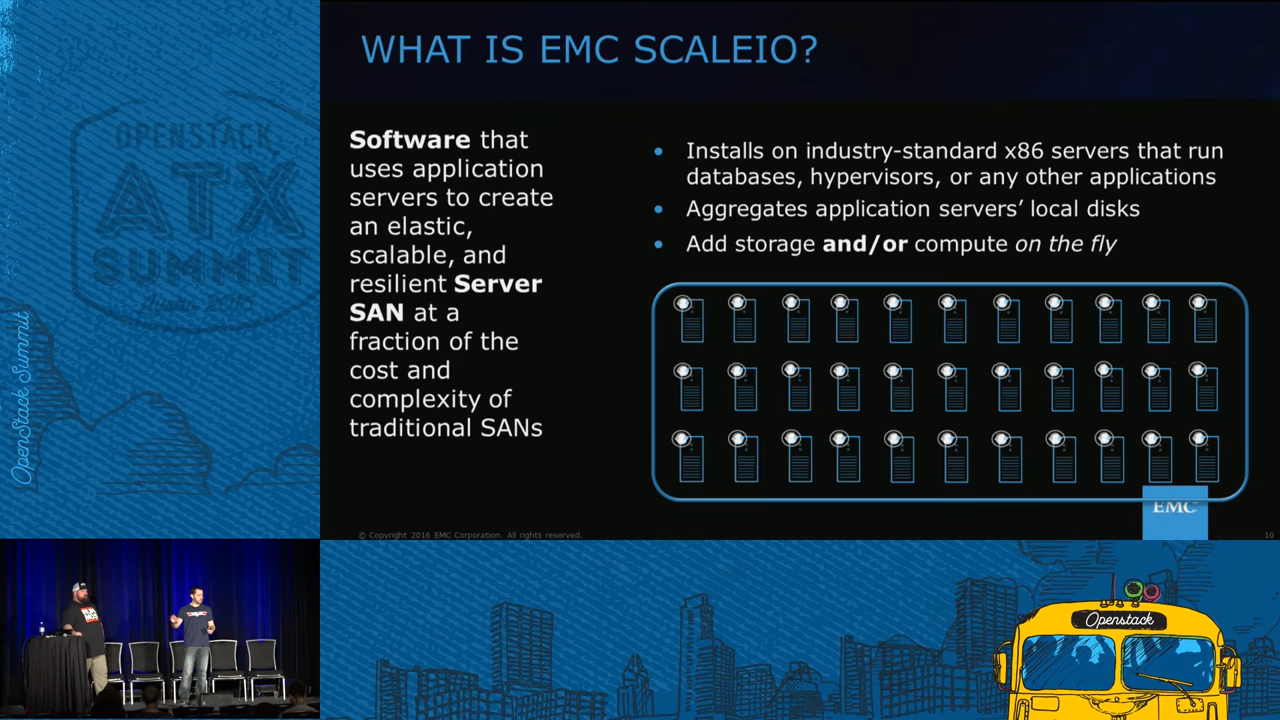 WHAT IS EMC SCALEIO?
Software that
uses application
servers to create
an elastic,
scalable, and
resilient Server
SAN at a
fraction of the
cost and
complexity of
traditional SANs
• Installs on industry-standard x86 servers that run
databases, hypervisors, or any other applications
• Aggregates application servers’ local disks
• Add storage and/or compute on the fly
EMC
© Copyright 2016 EMC Corporation. All rights reserved.
10
OPENSTACK
ATX
SUMMIT
OpenStack Summit
Openstack